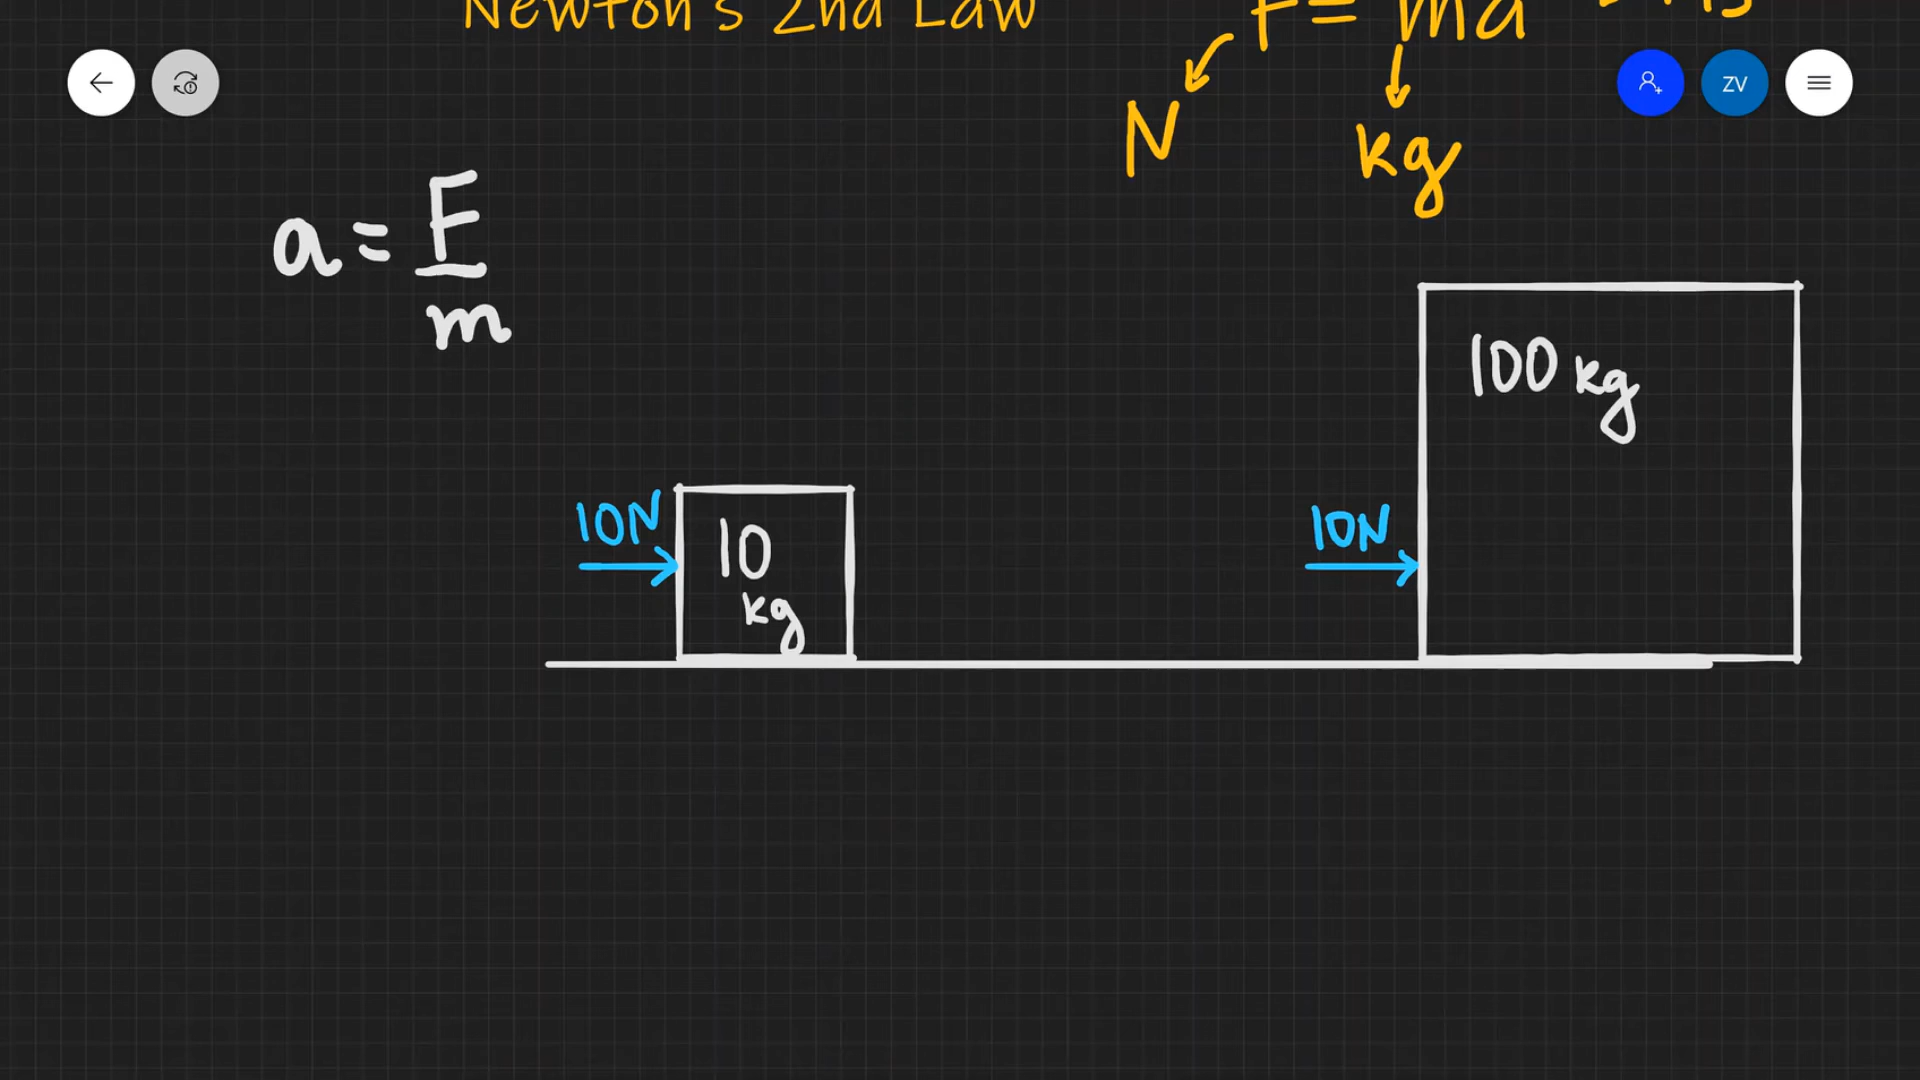 Newton's 2nd Law
F = ma
N
kg
ZV
a = F
m
100 kg
10N
10
kg
10N